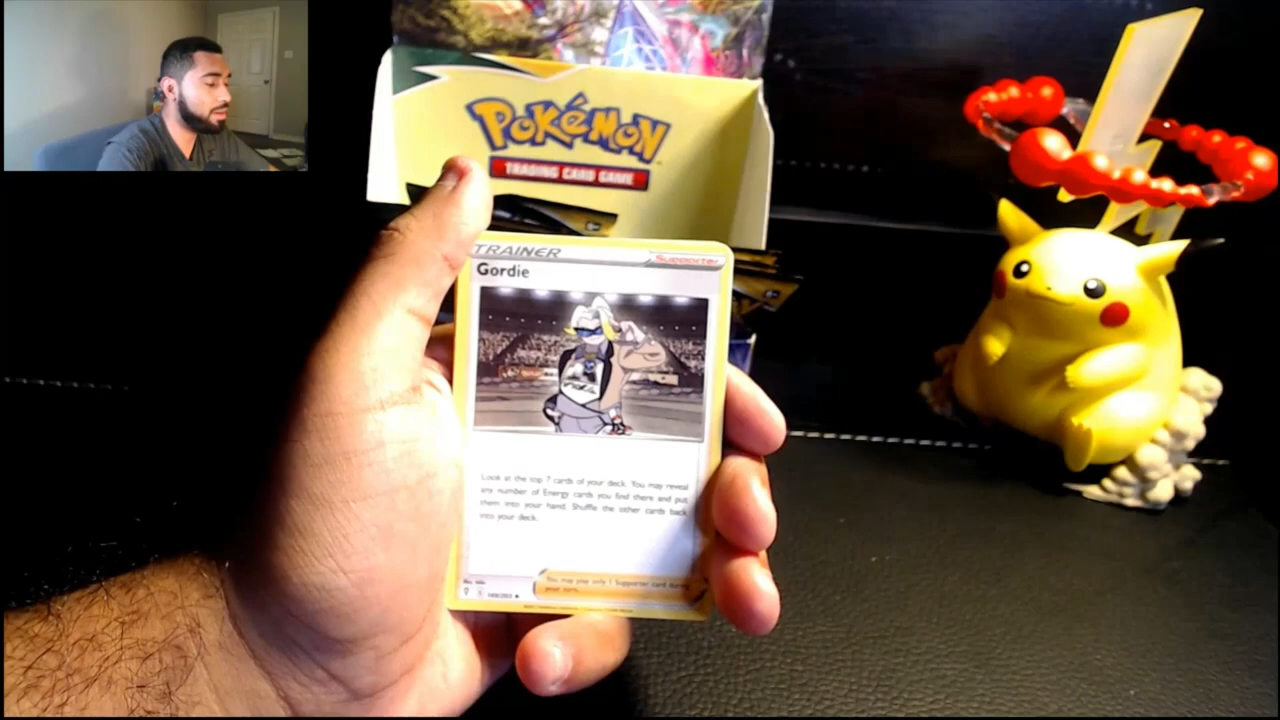 POKéMON
TRADING CARD GAME
TRAINER
Supporter
Gordie
Look at the top 7 cards of your deck. You may reveal
any number of Energy cards you find there and put
them into your hand. Shuffle the other cards back
into your deck.
You may play only 1 Supporter card during
your turn.